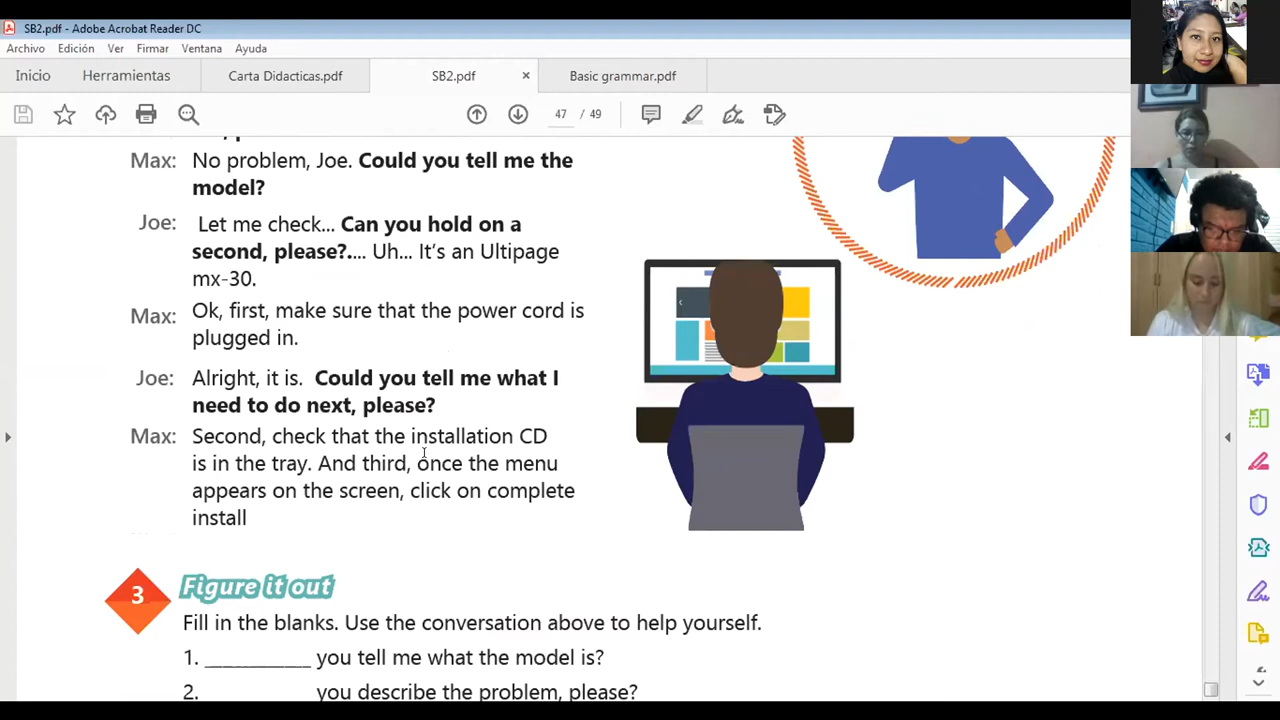 SB2.pdf - Adobe Acrobat Reader DC
Archivo Edición Ver Firmar Ventana Ayuda
Inicio Herramientas Carta Didacticas.pdf SB2.pdf × Basic grammar.pdf
47 / 49
Max: No problem, Joe. Could you tell me the
model?
Joe: Let me check... Can you hold on a
second, please?.... Uh... It's an Ultipage
mx-30.
Max: Ok, first, make sure that the power cord is
plugged in.
Joe: Alright, it is. Could you tell me what I
need to do next, please?
Max: Second, check that the installation CD
is in the tray. And third, once the menu
appears on the screen, click on complete
install
3 Figure it out
Fill in the blanks. Use the conversation above to help yourself.
1. ___________ you tell me what the model is?
2. you describe the problem, please?